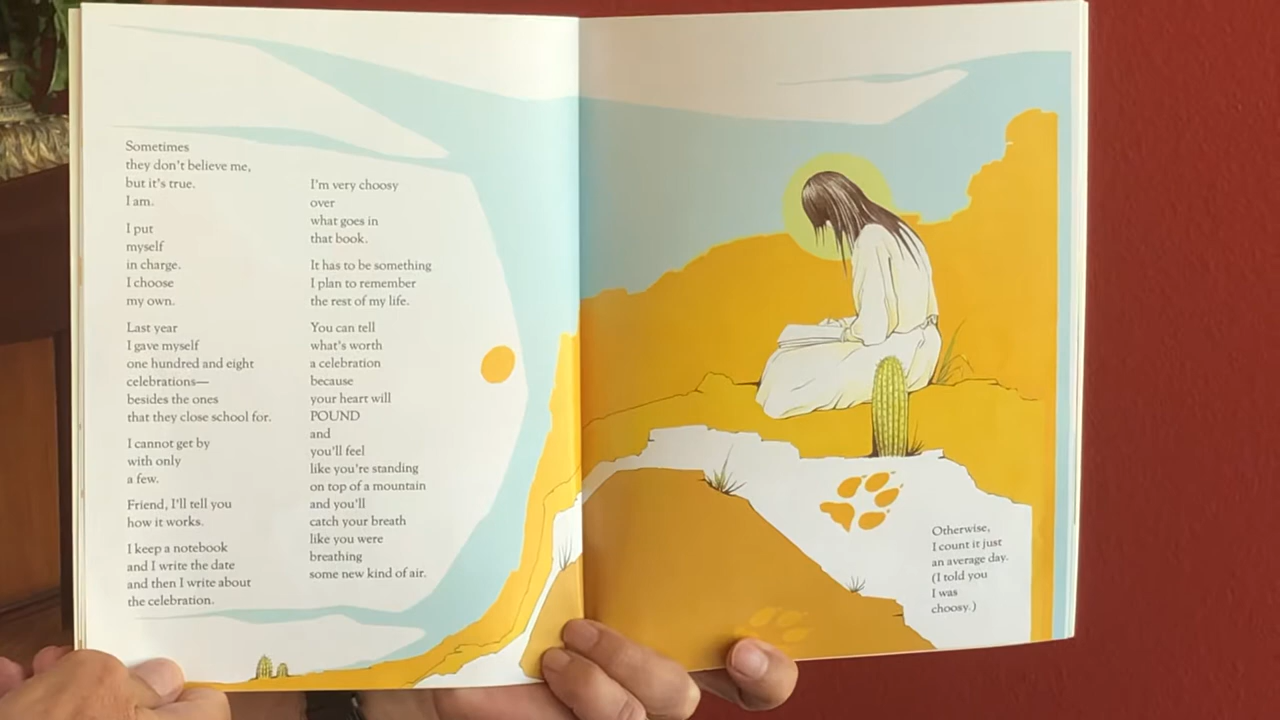 Sometimes
they don't believe me,
but it's true.
I am.
I put
myself
in charge.
I choose
my own.
Last year
I gave myself
one hundred and eight
celebrations—
besides the ones
that they close school for.
I cannot get by
with only
a few.
Friend, I'll tell you
how it works.
I keep a notebook
and I write the date
and then I write about
the celebration.
I'm very choosy
over
what goes in
that book.
It has to be something
I plan to remember
the rest of my life.
You can tell
what's worth
a celebration
because
your heart will
POUND
and
you'll feel
like you're standing
on top of a mountain
and you'll
catch your breath
like you were
breathing
some new kind of air.
Otherwise,
I count it just
an average day.
(I told you
I was
choosy.)